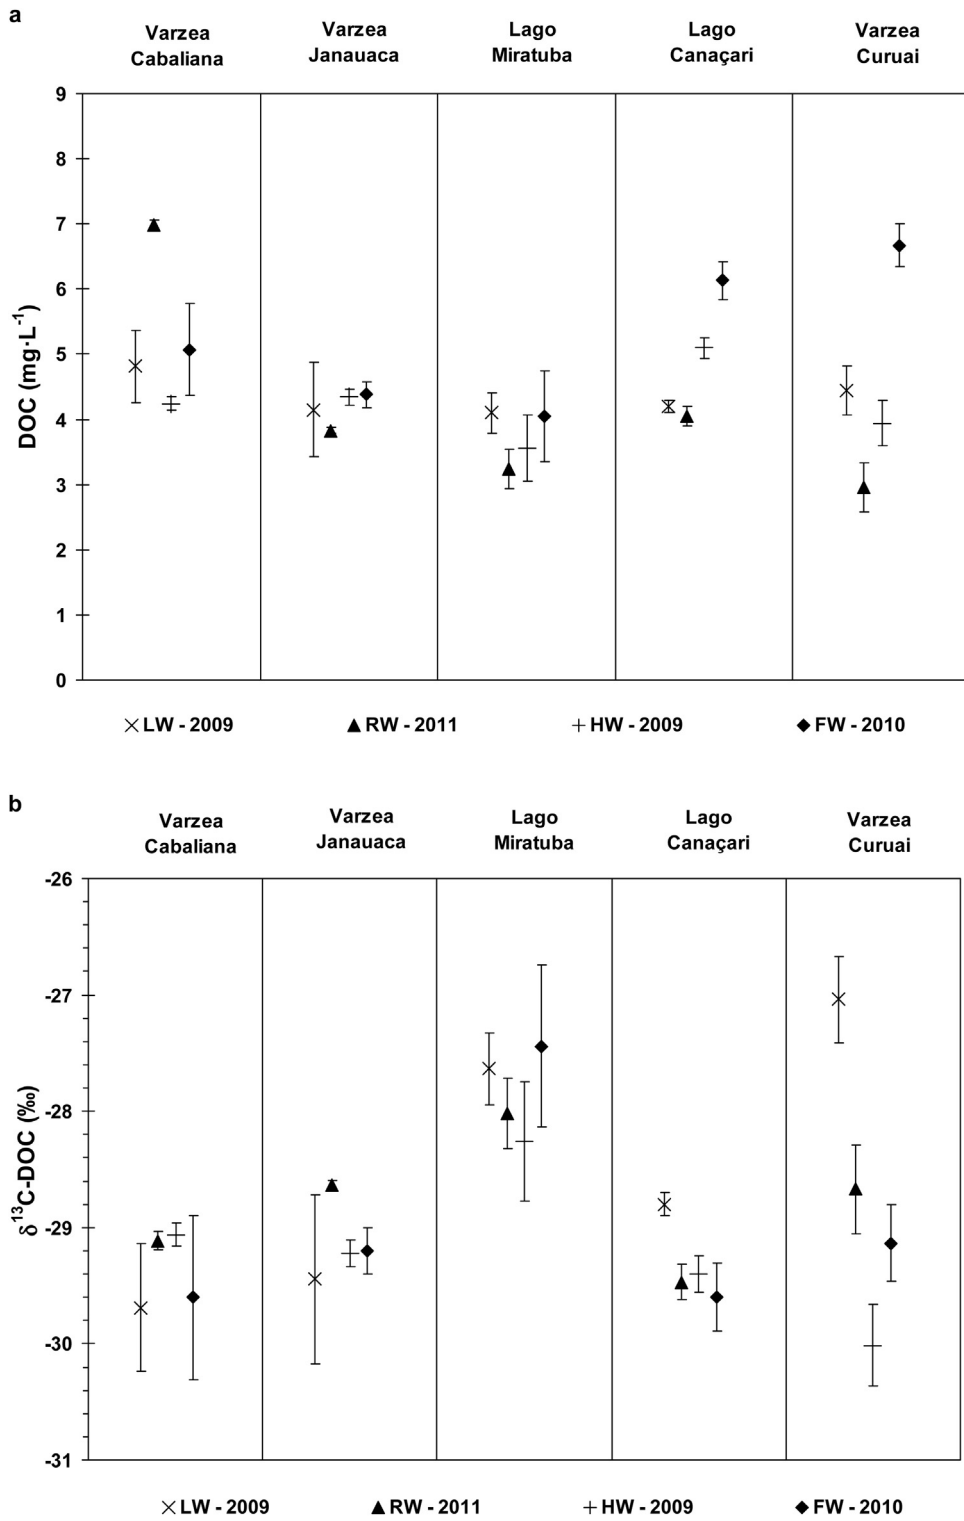 a
Varzea Cabaliana
Varzea Janauaca
Lago Miratuba
Lago Canaçari
Varzea Curuai
DOC (mg·L⁻¹)
9
8
7
6
5
4
3
2
1
0
LW - 2009
RW - 2011
HW - 2009
FW - 2010
b
Varzea Cabaliana
Varzea Janauaca
Lago Miratuba
Lago Canaçari
Varzea Curuai
δ¹³C-DOC (‰)
-26
-27
-28
-29
-30
-31
LW - 2009
RW - 2011
HW - 2009
FW - 2010